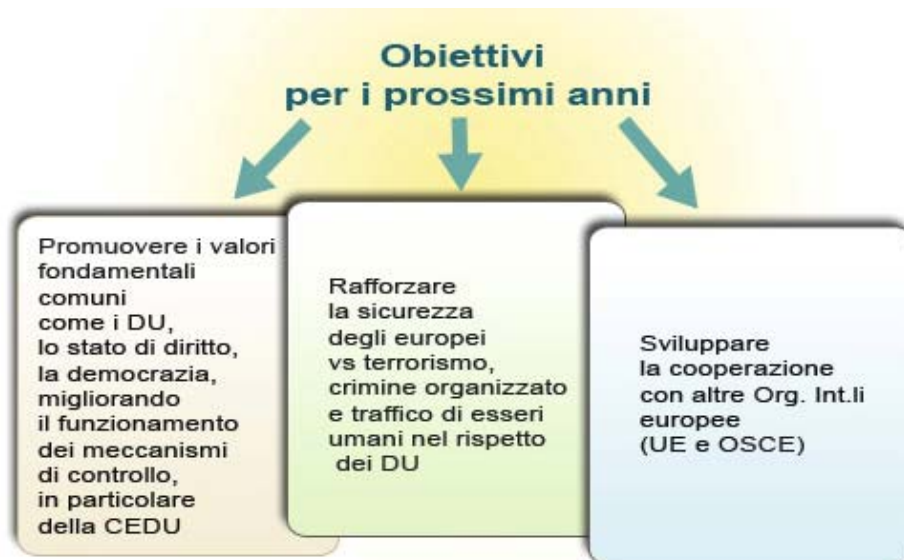 Obiettivi
per i prossimi anni
Promuovere i valori
fondamentali
comuni
come i DU,
lo stato di diritto,
la democrazia,
migliorando
il funzionamento
dei meccanismi
di controllo,
in particolare
della CEDU
Rafforzare
la sicurezza
degli europei
vs terrorismo,
crimine organizzato
e traffico di esseri
umani nel rispetto
dei DU
Sviluppare
la cooperazione
con altre Org. Int.li
europee
(UE e OSCE)